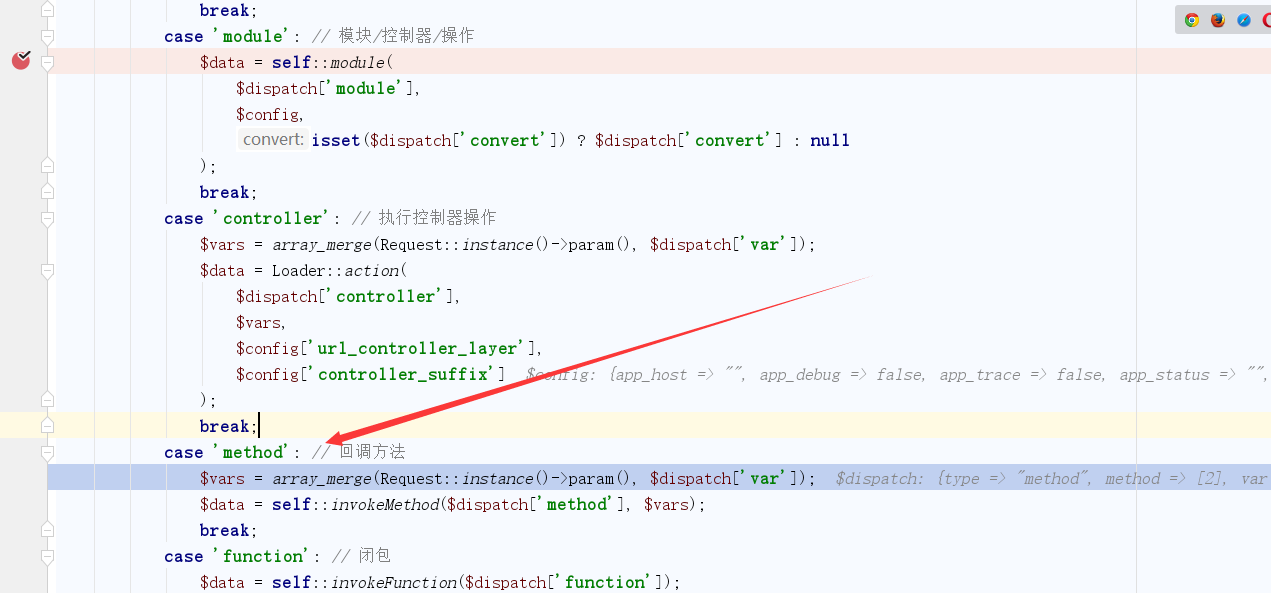 break;
case 'module': // 模块/控制器/操作
$data = self::module(
$dispatch['module'],
$config,
convert: isset($dispatch['convert']) ? $dispatch['convert'] : null
);
break;
case 'controller': // 执行控制器操作
$vars = array_merge(Request::instance()->param(), $dispatch['var']);
$data = Loader::action(
$dispatch['controller'],
$vars,
$config['url_controller_layer'],
$config['controller_suffix'] $config: {app_host => "", app_debug => false, app_trace => false, app_status => "",
);
break;
case 'method': // 回调方法
$vars = array_merge(Request::instance()->param(), $dispatch['var']); $dispatch: {type => "method", method => [2], var
$data = self::invokeMethod($dispatch['method'], $vars);
break;
case 'function': // 闭包
$data = self::invokeFunction($dispatch['function']);